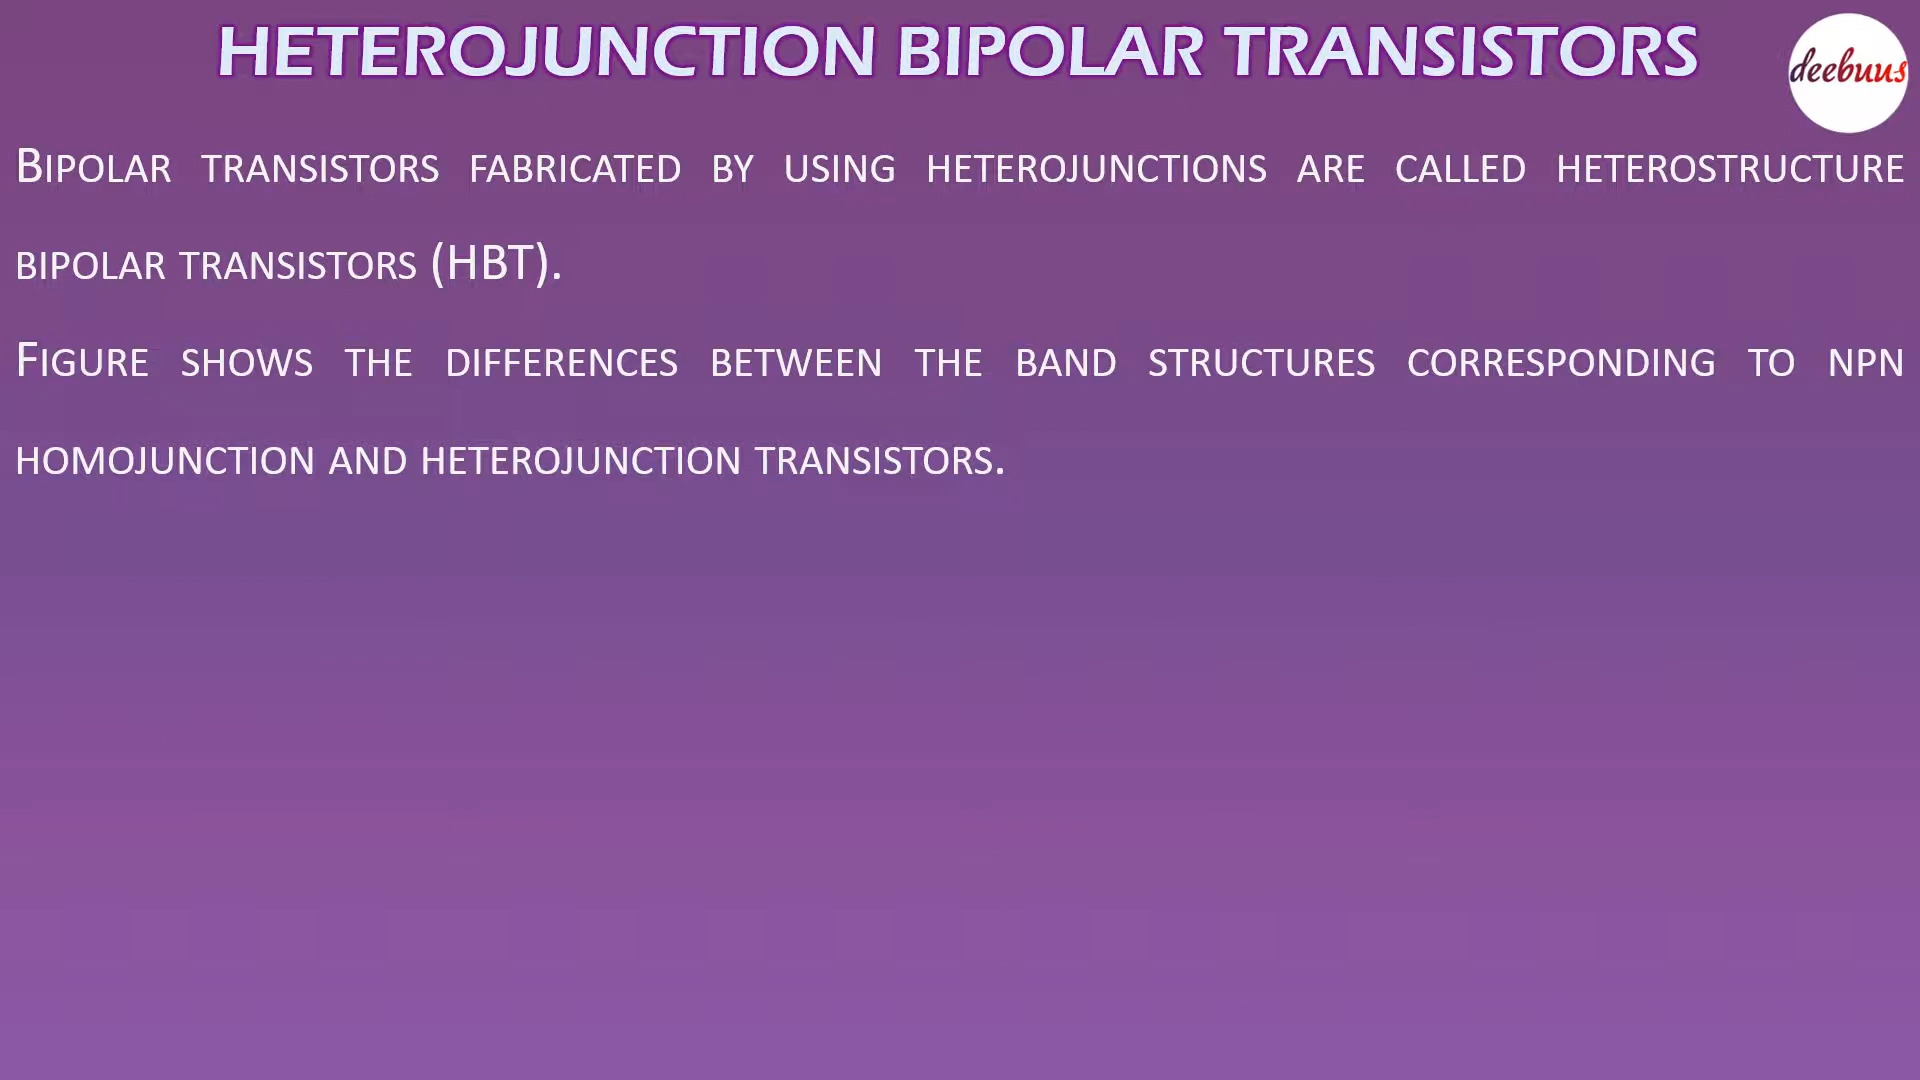 HETEROJUNCTION BIPOLAR TRANSISTORS
deebuus
BIPOLAR TRANSISTORS FABRICATED BY USING HETEROJUNCTIONS ARE CALLED HETEROSTRUCTURE
BIPOLAR TRANSISTORS (HBT).
FIGURE SHOWS THE DIFFERENCES BETWEEN THE BAND STRUCTURES CORRESPONDING TO NPN
HOMOJUNCTION AND HETEROJUNCTION TRANSISTORS.